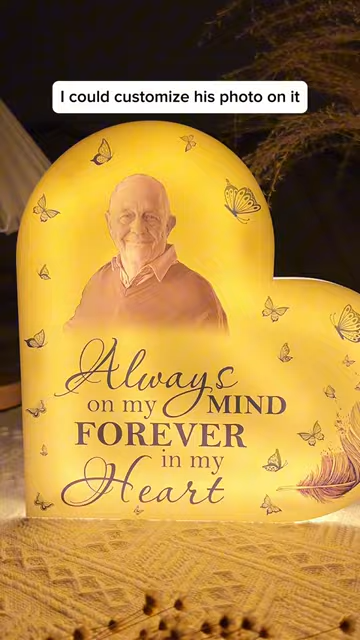 I could customize his photo on it
Always
on my MIND
FOREVER
in my
Heart